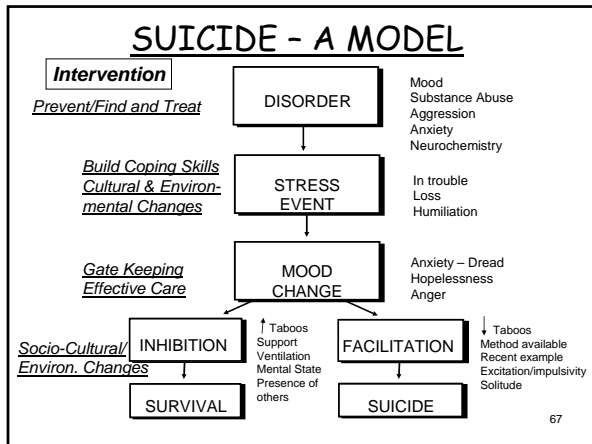 SUICIDE – A MODEL
Intervention
Prevent/Find and Treat
DISORDER
Mood
Substance Abuse
Aggression
Anxiety
Neurochemistry
Build Coping Skills
Cultural & Environ-
mental Changes
STRESS
EVENT
In trouble
Loss
Humiliation
Gate Keeping
Effective Care
MOOD
CHANGE
Anxiety – Dread
Hopelessness
Anger
Socio-Cultural/
Environ. Changes
INHIBITION
↑ Taboos
Support
Ventilation
Mental State
Presence of
others
FACILITATION
↓ Taboos
Method available
Recent example
Excitation/impulsivity
Solitude
SURVIVAL
SUICIDE
67